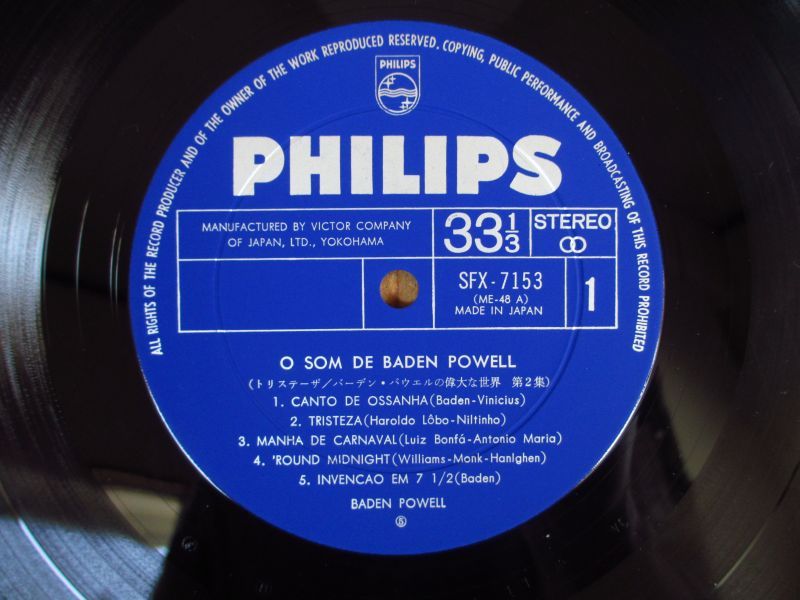 ALL RIGHTS OF THE RECORD PRODUCER AND OF THE OWNER OF THE WORK REPRODUCED RESERVED. COPYING, PUBLIC PERFORMANCE AND BROADCASTING OF THIS RECORD PROHIBITED
PHILIPS
PHILIPS
MANUFACTURED BY VICTOR COMPANY
OF JAPAN, LTD., YOKOHAMA
33 1/3
STEREO
SFX-7153
(ME-48 A)
MADE IN JAPAN
1
O SOM DE BADEN POWELL
(トリステーザ/バーデン・パウエルの偉大な世界 第2集)
1. CANTO DE OSSANHA(Baden-Vinicius)
2. TRISTEZA(Haroldo Lôbo-Niltinho)
3. MANHA DE CARNAVAL(Luiz Bonfá-Antonio Maria)
4. 'ROUND MIDNIGHT(Williams-Monk-Hanighen)
5. INVENCAO EM 7 1/2(Baden)
BADEN POWELL